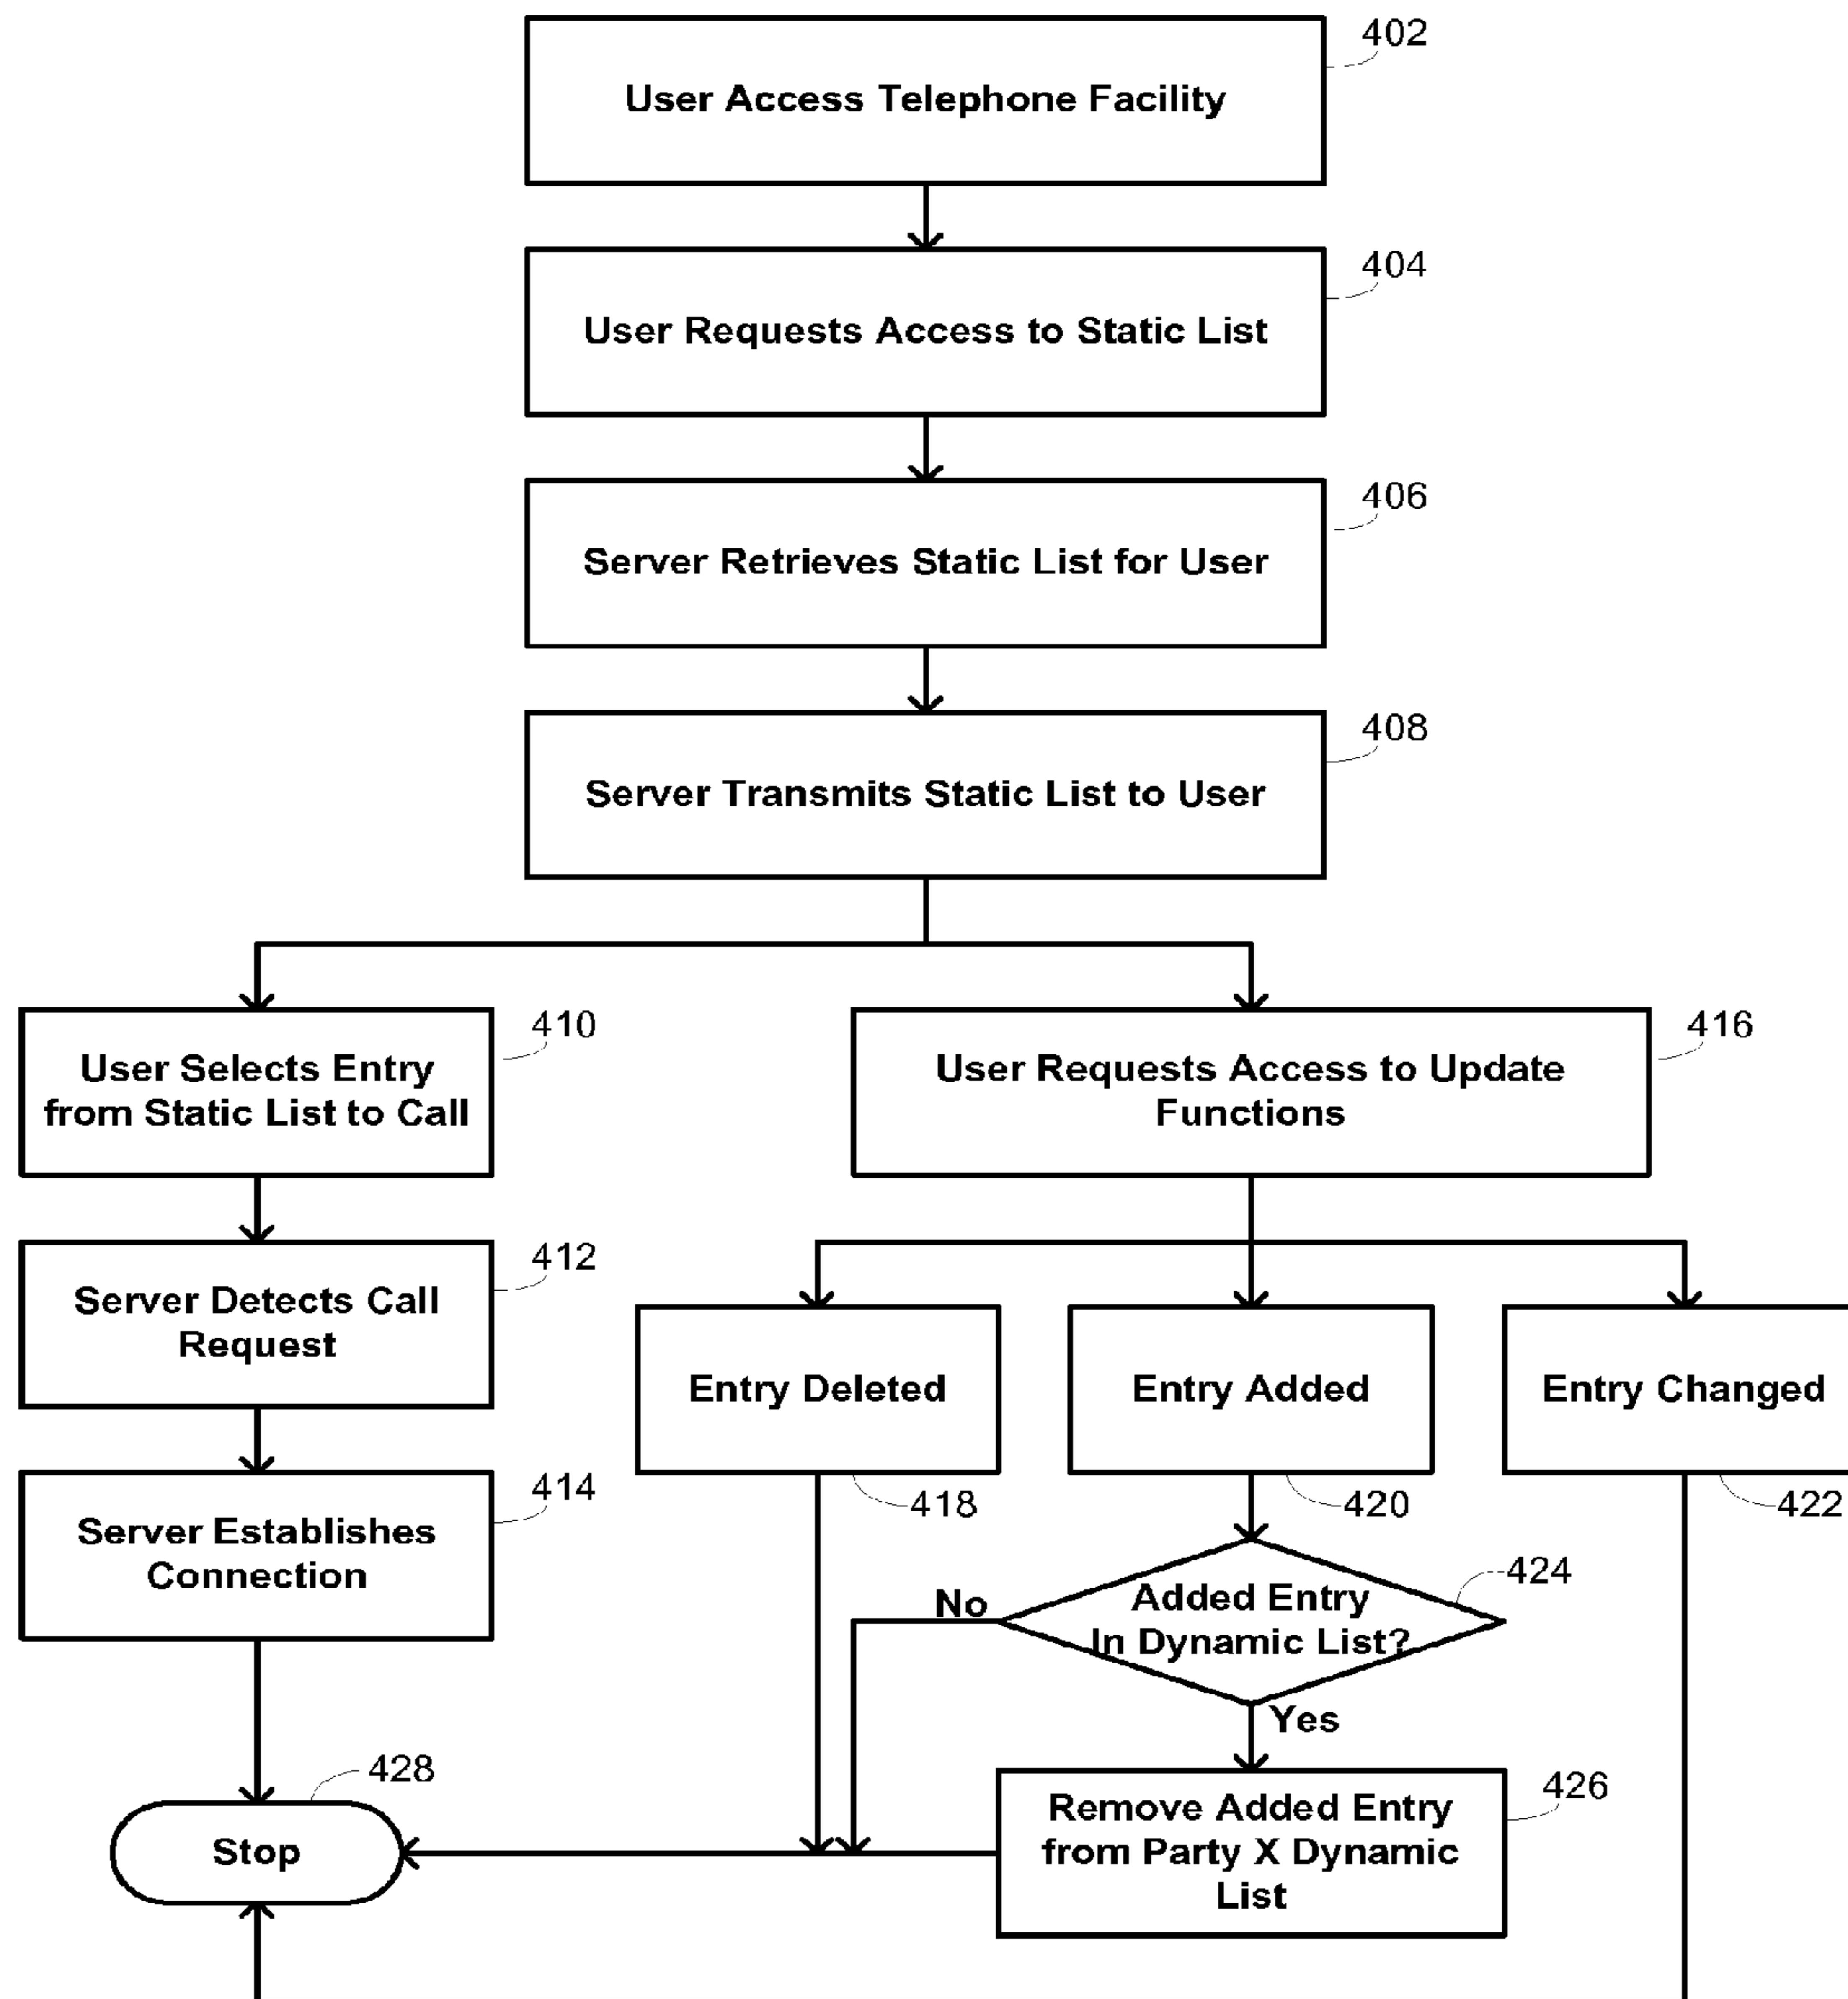 402
User Access Telephone Facility
404
User Requests Access to Static List
406
Server Retrieves Static List for User
408
Server Transmits Static List to User
410
User Selects Entry
from Static List to Call
416
User Requests Access to Update
Functions
412
Server Detects Call
Request
Entry Deleted
Entry Added
Entry Changed
414
Server Establishes
Connection
418
420
422
424
No
Added Entry
In Dynamic List?
Yes
428
Stop
426
Remove Added Entry
from Party X Dynamic
List